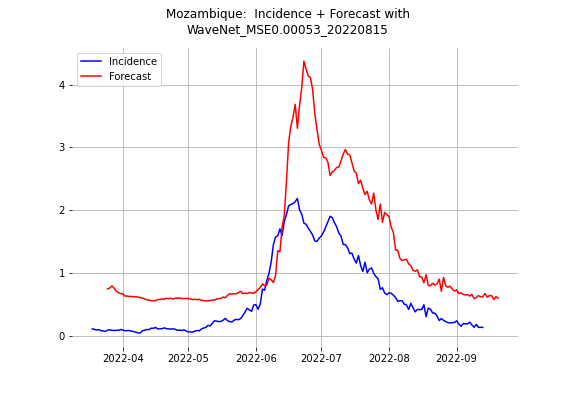 Mozambique:  Incidence + Forecast with
WaveNet_MSE0.00053_20220815
Incidence
Forecast
4
3
2
1
0
2022-04
2022-05
2022-06
2022-07
2022-08
2022-09